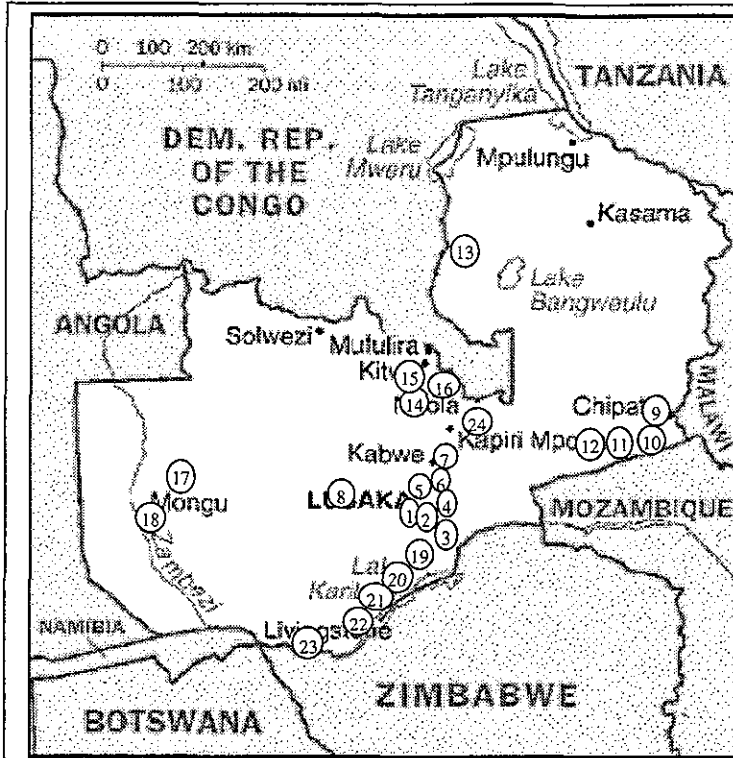 0 100 200 km
0 100 200 mi
Lake
Tanganyika
TANZANIA
DEM. REP.
OF THE
CONGO
Lake
Mweru
Mpulungu
Kasama
13
Lake
Bangweulu
ANGOLA
Solwezi
Mufulira
15
16
14
24
Kapiri
Chipat
9
MALAWI
12
11
10
Kabwe
7
17
Mongu
8
5
6
4
1
2
3
MOZAMBIQUE
18
Zambezi
19
20
21
22
23
NAMIBIA
ZIMBABWE
BOTSWANA